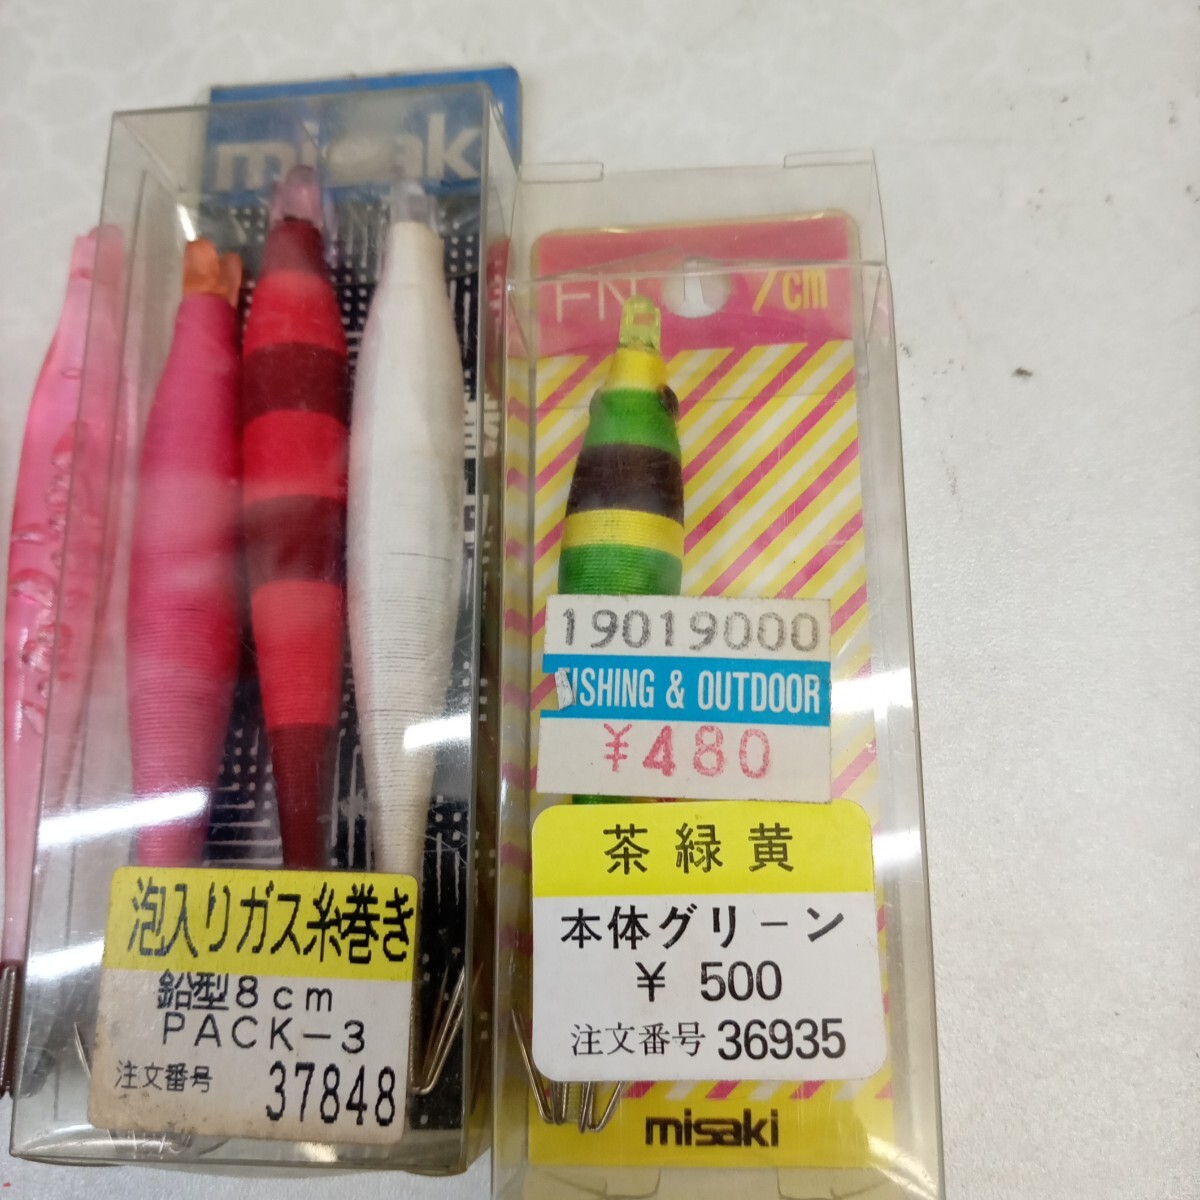 misaki
泡入りガス糸巻き
鉛型8cm
PACK-3
注文番号 37848
7cm
19019000
FISHING & OUTDOOR
¥480
茶緑黄
本体グリーン
¥ 500
注文番号 36935
misaki